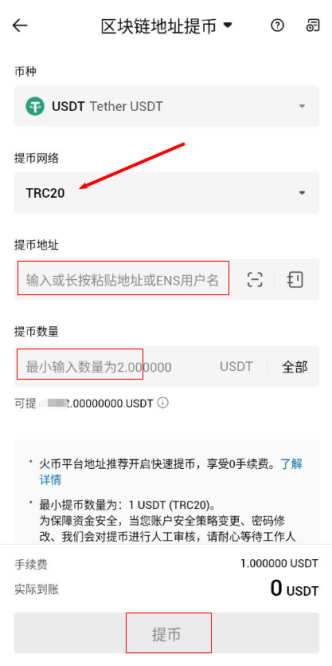 区块链地址提币
币种
USDT Tether USDT
提币网络
TRC20
提币地址
输入或长按粘贴地址或ENS用户名
提币数量
最小输入数量为2.000000 USDT 全部
可提 .00000000 USDT
· 火币平台地址推荐开启快速提币，享受0手续费。了解
详情
· 最小提币数量为：1 USDT (TRC20)。
为保障资金安全，当您账户安全策略变更、密码修
改、我们会对提币进行人工审核，请耐心等待工作人
手续费 1.000000 USDT
实际到账 0 USDT
提币